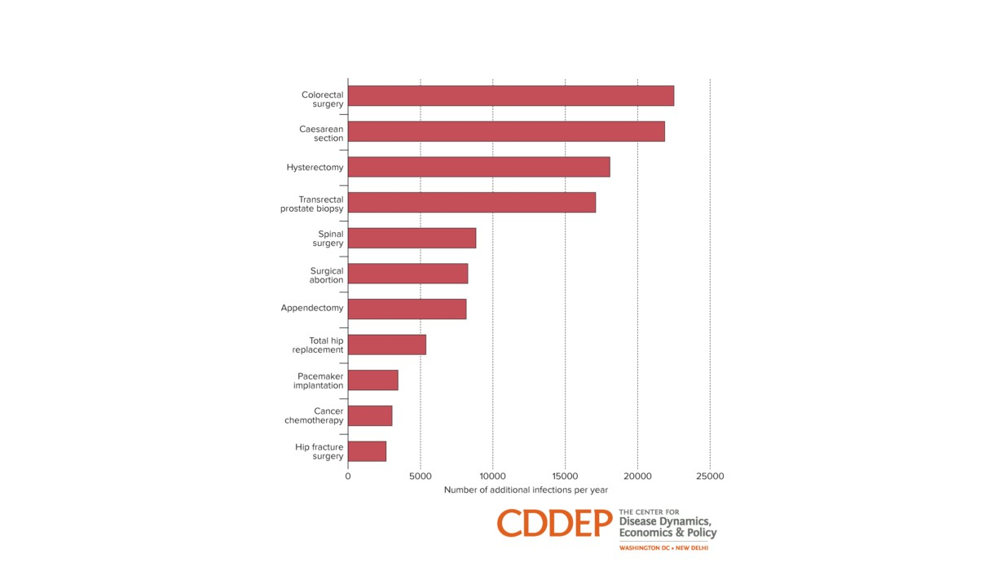 Colorectal
surgery
Caesarean
section
Hysterectomy
Transrectal
prostate biopsy
Spinal
surgery
Surgical
abortion
Appendectomy
Total hip
replacement
Pacemaker
implantation
Cancer
chemotherapy
Hip fracture
surgery
0 5000 10000 15000 20000 25000
Number of additional infections per year
CDDEP
THE CENTER FOR
Disease Dynamics,
Economics & Policy
WASHINGTON DC • NEW DELHI